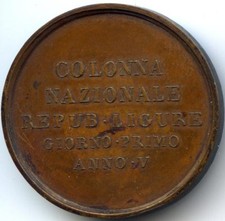 COLONNA
NAZIONALE
REPUB·LIGURE
GIORNO·PRIMO
ANNO·V